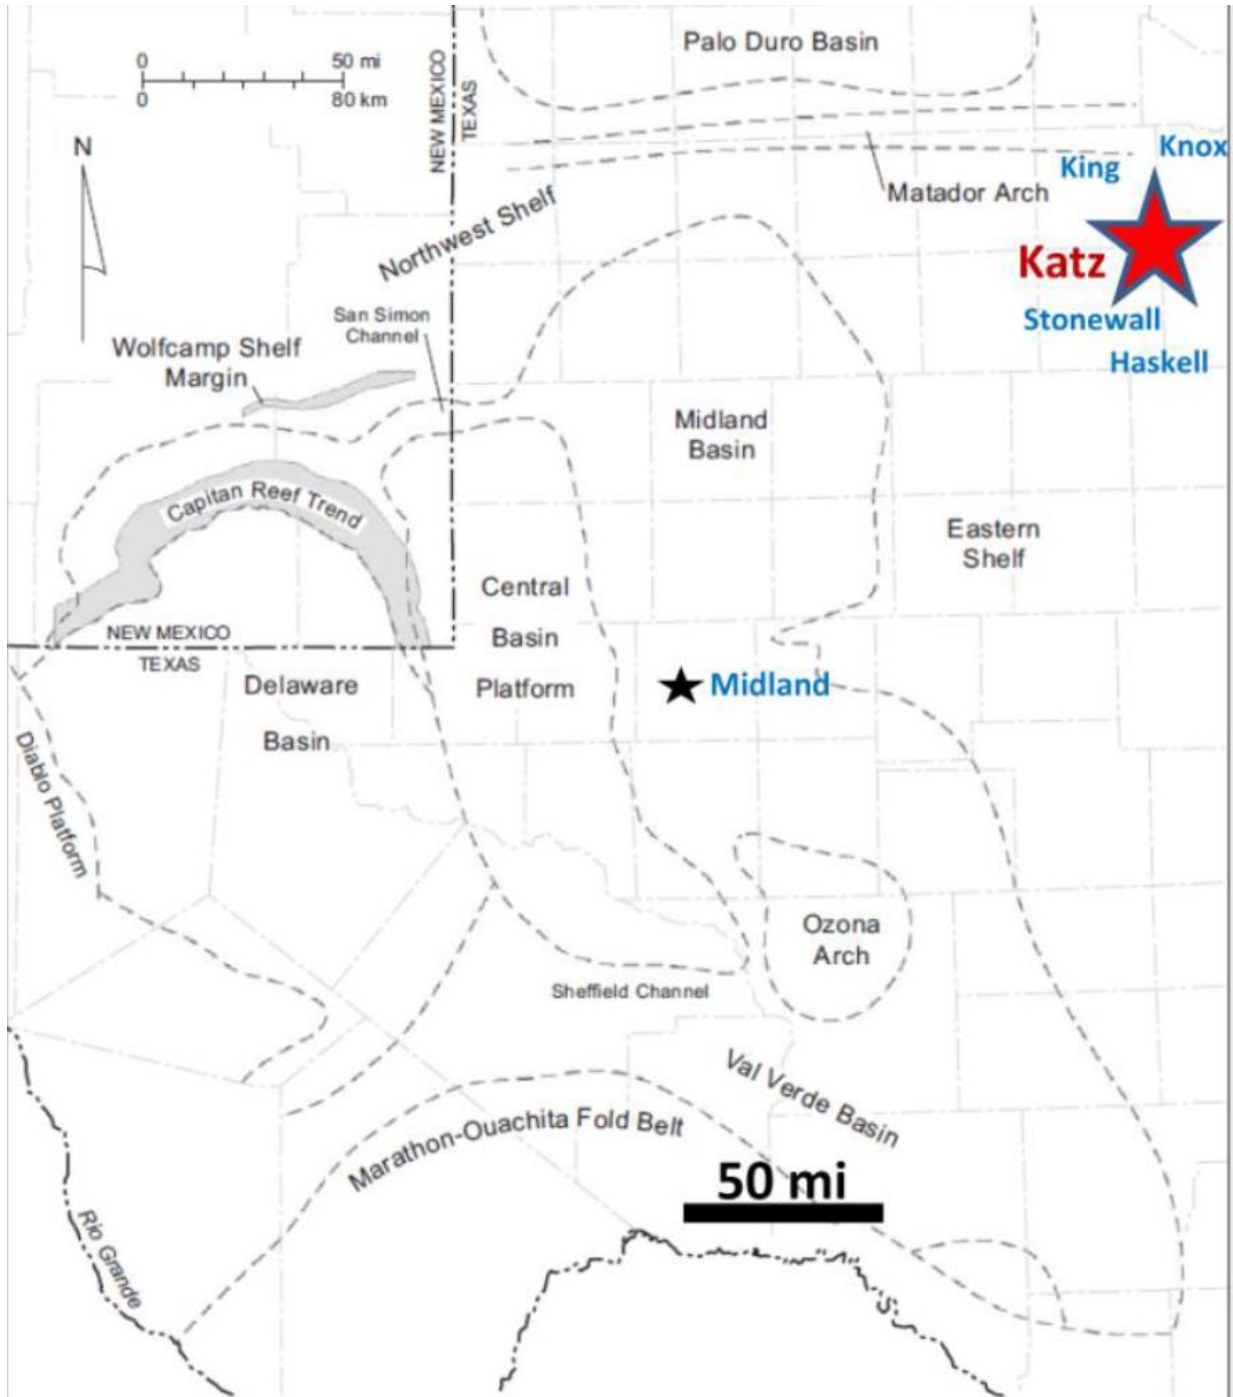 Palo Duro Basin
0 50 mi
0 80 km
NEW MEXICO
TEXAS
N
Knox
King
Matador Arch
Northwest Shelf
Katz
San Simon
Channel
Stonewall
Wolfcamp Shelf
Margin
Haskell
Midland
Basin
Capitan Reef Trend
Eastern
Shelf
Central
Basin
Platform
NEW MEXICO
TEXAS
Delaware
Basin
Midland
Diablo Platform
Ozona
Arch
Sheffield Channel
Val Verde Basin
Marathon-Ouachita Fold Belt
50 mi
Rio Grande